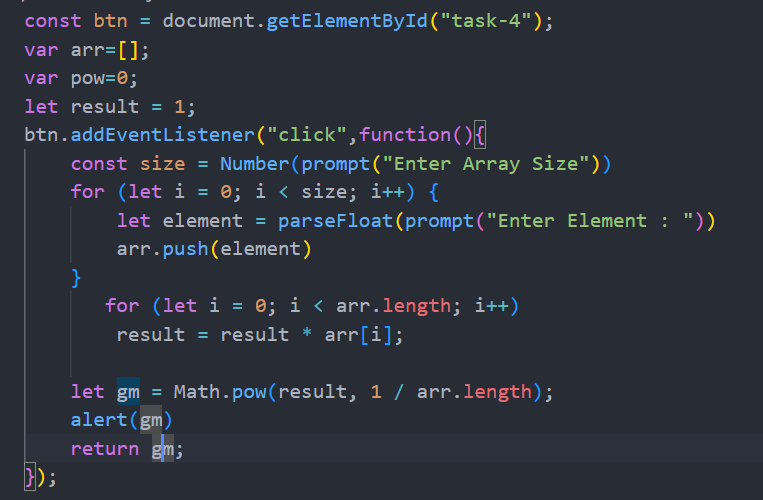 const btn = document.getElementById("task-4");
var arr=[];
var pow=0;
let result = 1;
btn.addEventListener("click",function(){
    const size = Number(prompt("Enter Array Size"))
    for (let i = 0; i < size; i++) {
        let element = parseFloat(prompt("Enter Element : "))
        arr.push(element)
    }
       for (let i = 0; i < arr.length; i++)
        result = result * arr[i];
    let gm = Math.pow(result, 1 / arr.length);
    alert(gm)
    return gm;
});